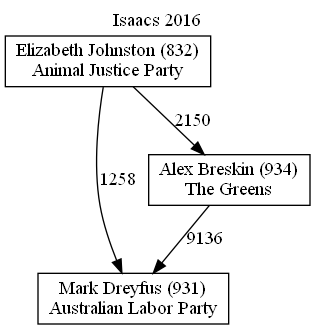 Isaacs 2016
Elizabeth Johnston (832)
Animal Justice Party
2150
1258
Alex Breskin (934)
The Greens
9136
Mark Dreyfus (931)
Australian Labor Party